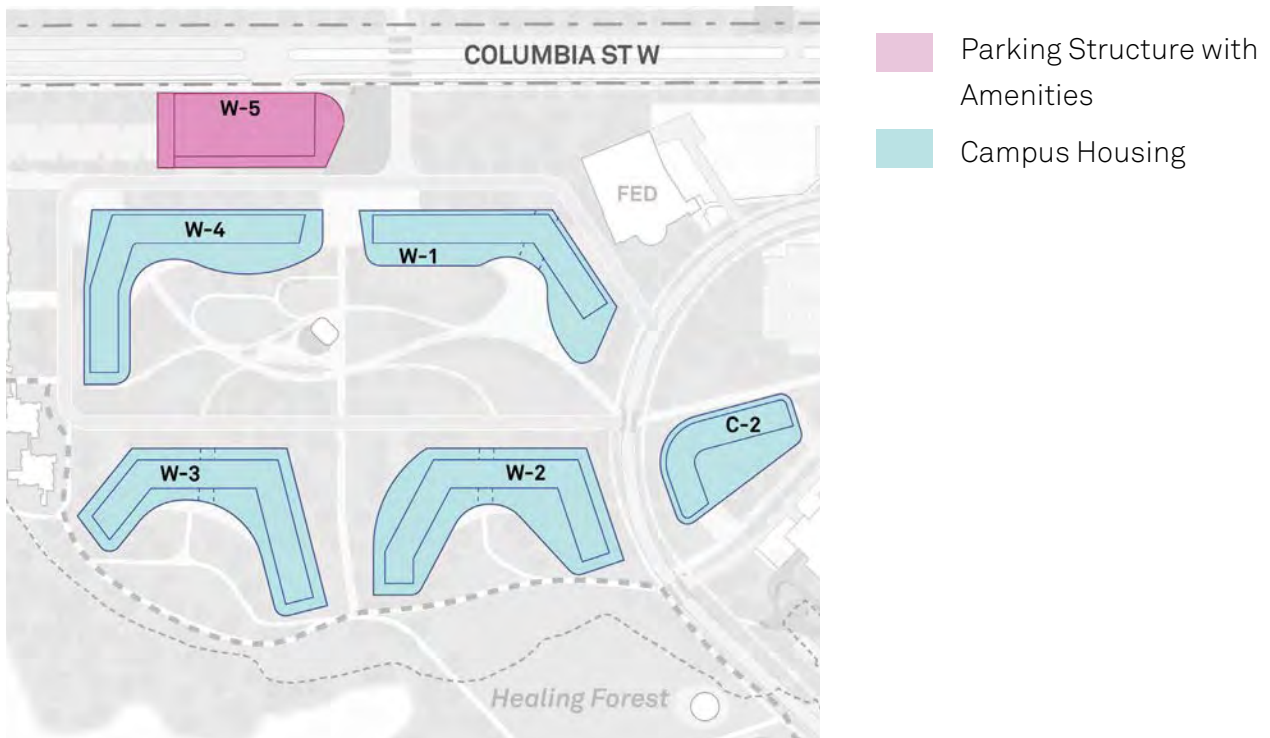 COLUMBIA ST W
W-5
FED
W-4
W-1
C-2
W-3
W-2
Healing Forest
Parking Structure with
Amenities
Campus Housing